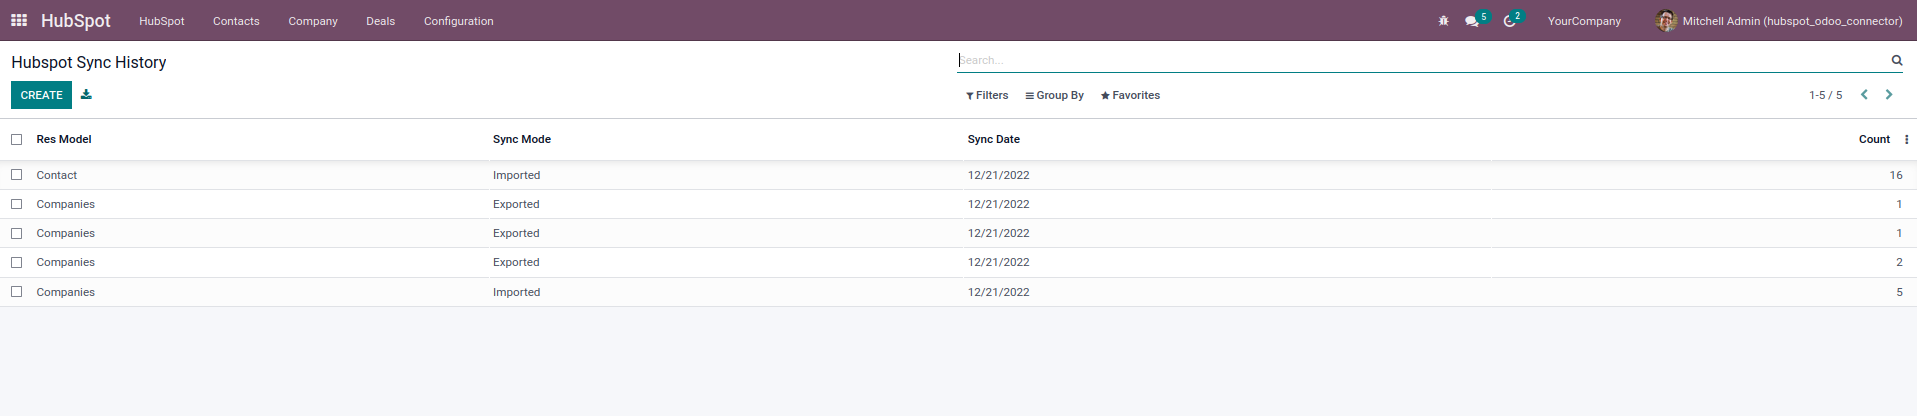 HubSpot HubSpot Contacts Company Deals Configuration 5 2 YourCompany Mitchell Admin (hubspot_odoo_connector)
Hubspot Sync History Search...
CREATE Filters Group By Favorites 1-5 / 5
Res Model Sync Mode Sync Date Count
Contact Imported 12/21/2022 16
Companies Exported 12/21/2022 1
Companies Exported 12/21/2022 1
Companies Exported 12/21/2022 2
Companies Imported 12/21/2022 5